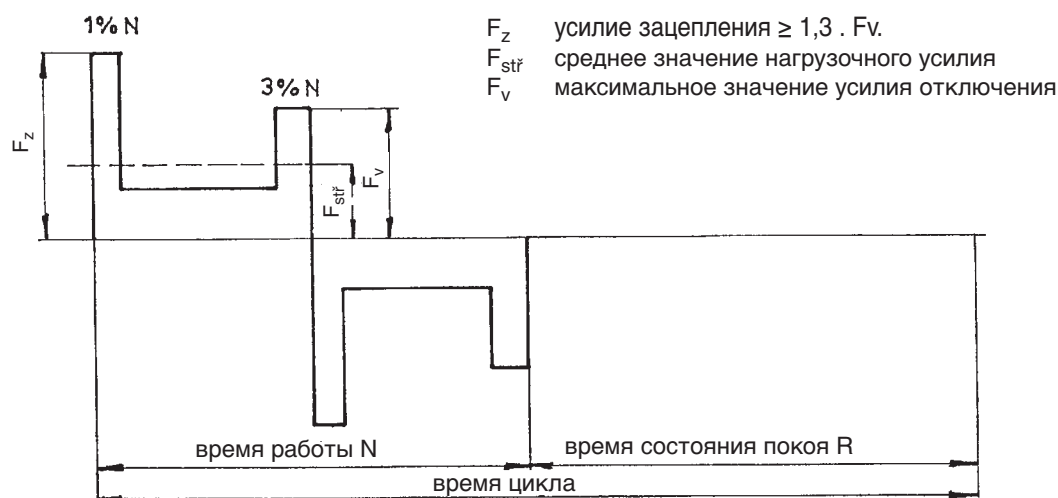 1% N
F_z усилие зацепления ≥ 1,3 . Fv.
F_stř среднее значение нагрузочного усилия
3% N
F_v максимальное значение усилия отключения
F_z
F_stř
F_v
время работы N
время состояния покоя R
время цикла